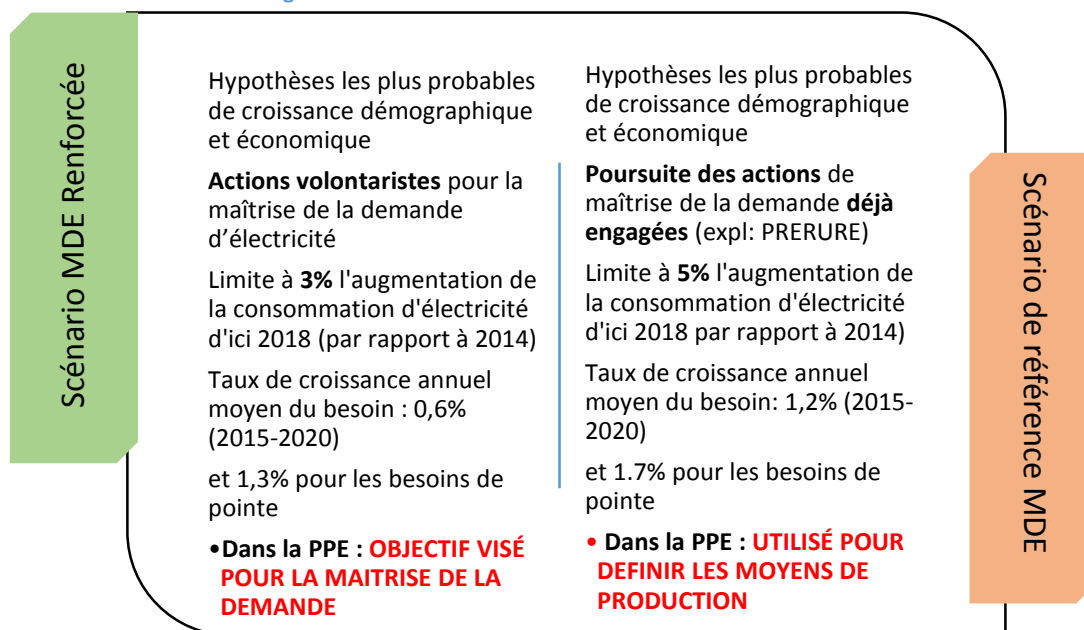 Scénario MDE Renforcée
Hypothèses les plus probables
de croissance démographique
et économique
Actions volontaristes pour la
maîtrise de la demande
d’électricité
Limite à 3% l'augmentation de
la consommation d'électricité
d'ici 2018 (par rapport à 2014)
Taux de croissance annuel
moyen du besoin : 0,6%
(2015-2020)
et 1,3% pour les besoins de
pointe
•Dans la PPE : OBJECTIF VISÉ
POUR LA MAITRISE DE LA
DEMANDE
Hypothèses les plus probables
de croissance démographique
et économique
Poursuite des actions de
maîtrise de la demande déjà
engagées (expl: PRERURE)
Limite à 5% l'augmentation de
la consommation d'électricité
d'ici 2018 par rapport à 2014)
Taux de croissance annuel
moyen du besoin: 1,2% (2015-
2020)
et 1.7% pour les besoins de
pointe
• Dans la PPE : UTILISÉ POUR
DEFINIR LES MOYENS DE
PRODUCTION
Scénario de référence MDE